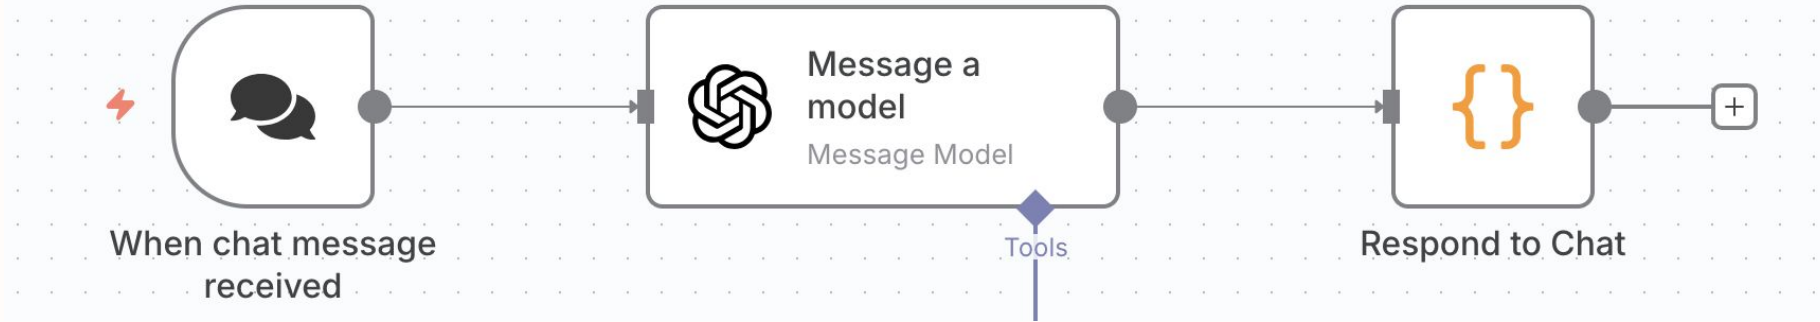 When chat message
received
Message a
model
Message Model
Tools
Respond to Chat